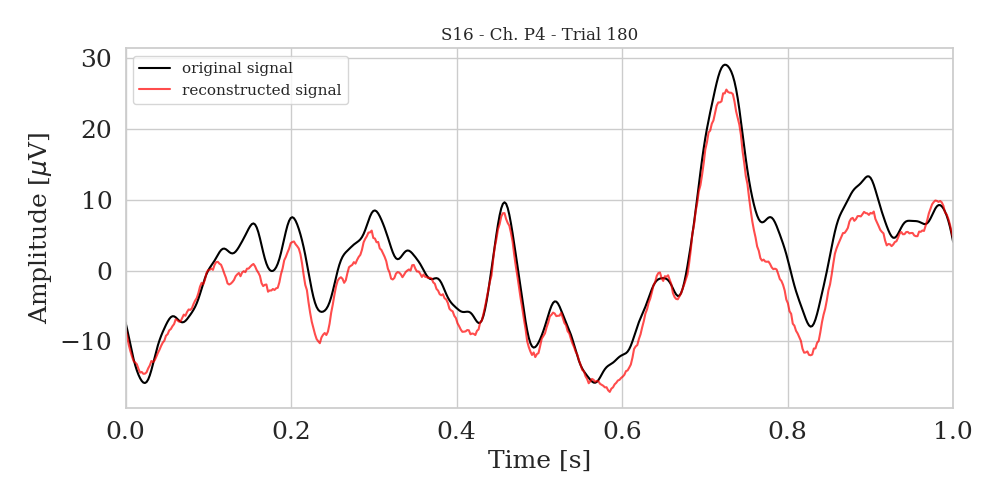 S16 - Ch. P4 - Trial 180
original signal
reconstructed signal
30
20
10
0
−10
Amplitude [μV]
0.0 0.2 0.4 0.6 0.8 1.0
Time [s]